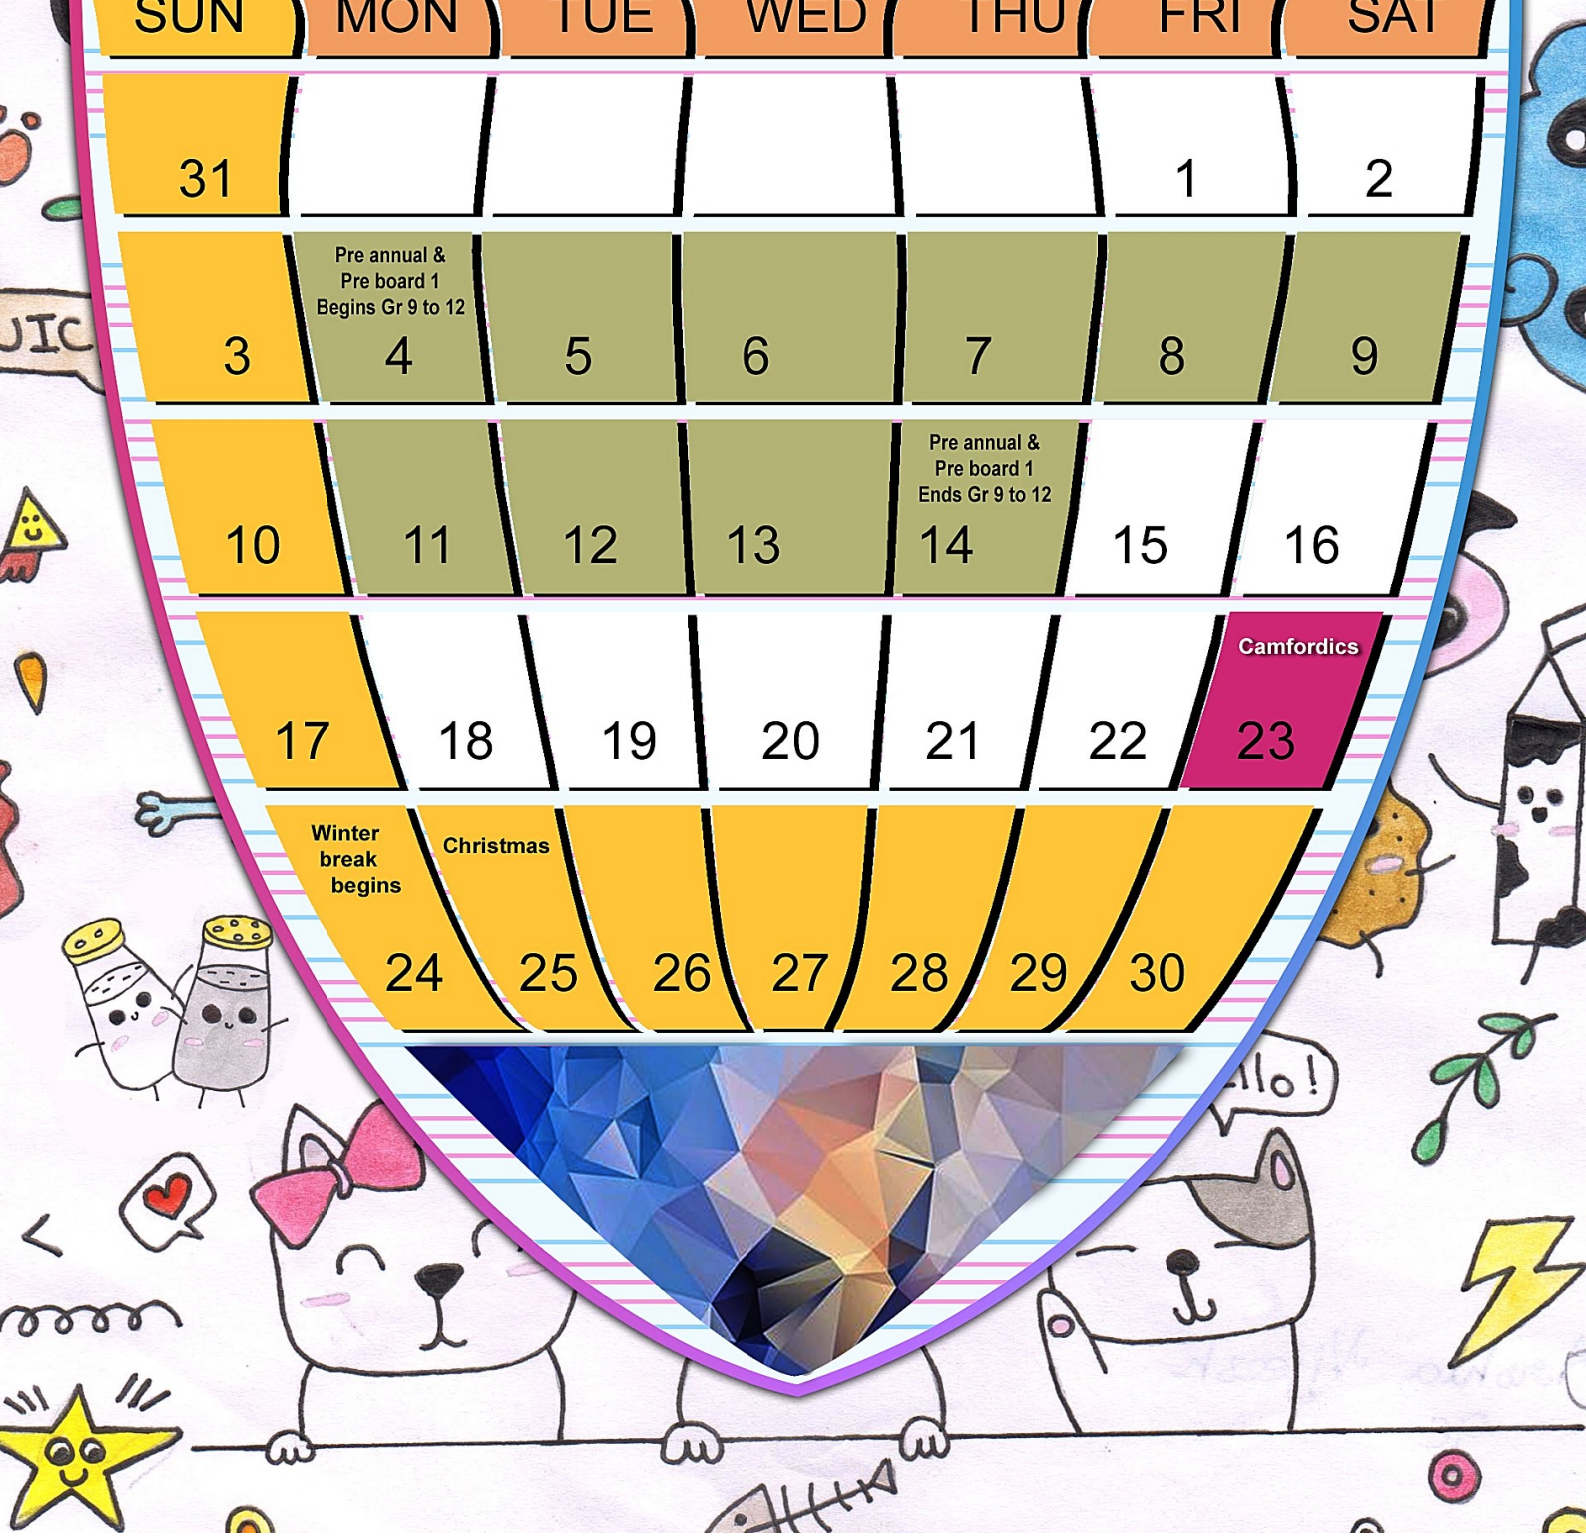 SUN MON TUE WED THU FRI SAT
31 1 2
Pre annual &
Pre board 1
Begins Gr 9 to 12
3 4 5 6 7 8 9
Pre annual &
Pre board 1
Ends Gr 9 to 12
10 11 12 13 14 15 16
Camfordics
17 18 19 20 21 22 23
Winter
break
begins
Christmas
24 25 26 27 28 29 30